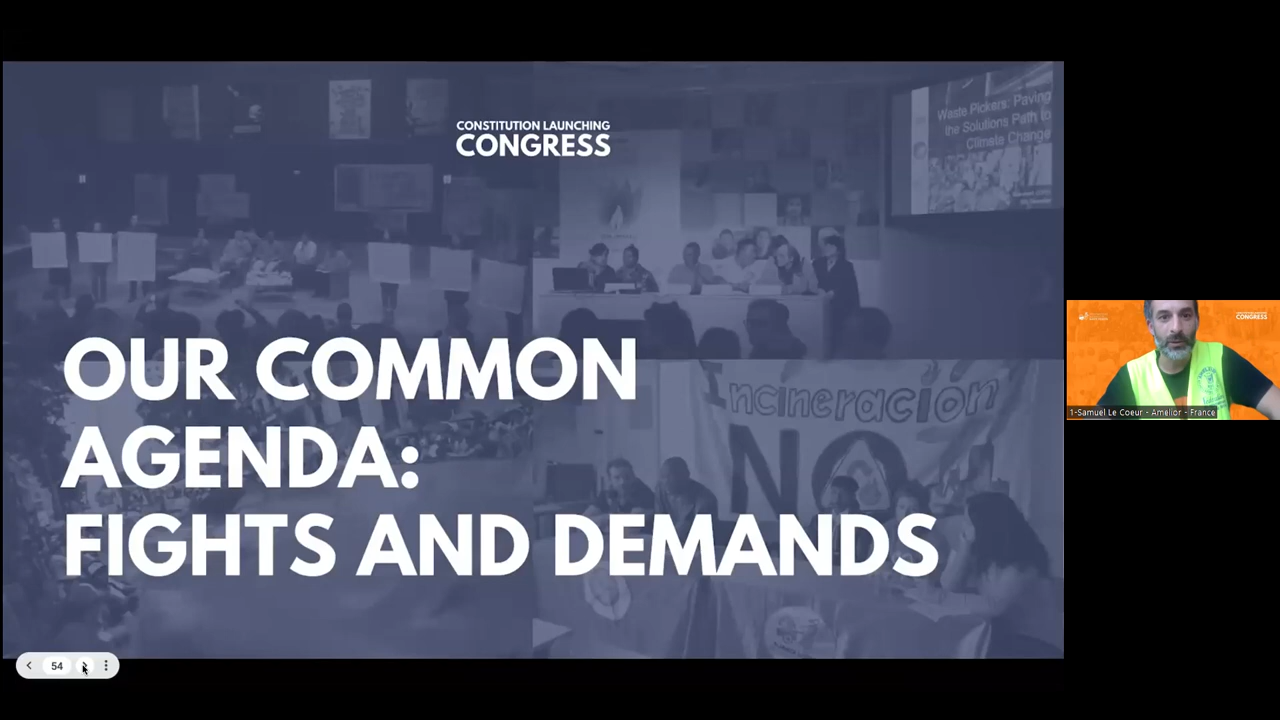 CONSTITUTION LAUNCHING
CONGRESS
Waste Pickers: Paving
the Solutions Path to
Climate Change
OUR COMMON
AGENDA:
FIGHTS AND DEMANDS
Incineración
NO
54
CONGRESS
1-Samuel Le Coeur - Amelior - France